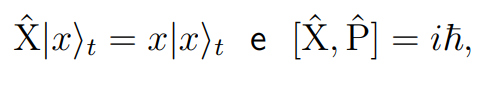 X̂|x⟩ₜ = x|x⟩ₜ e [X̂, P̂] = iħ,